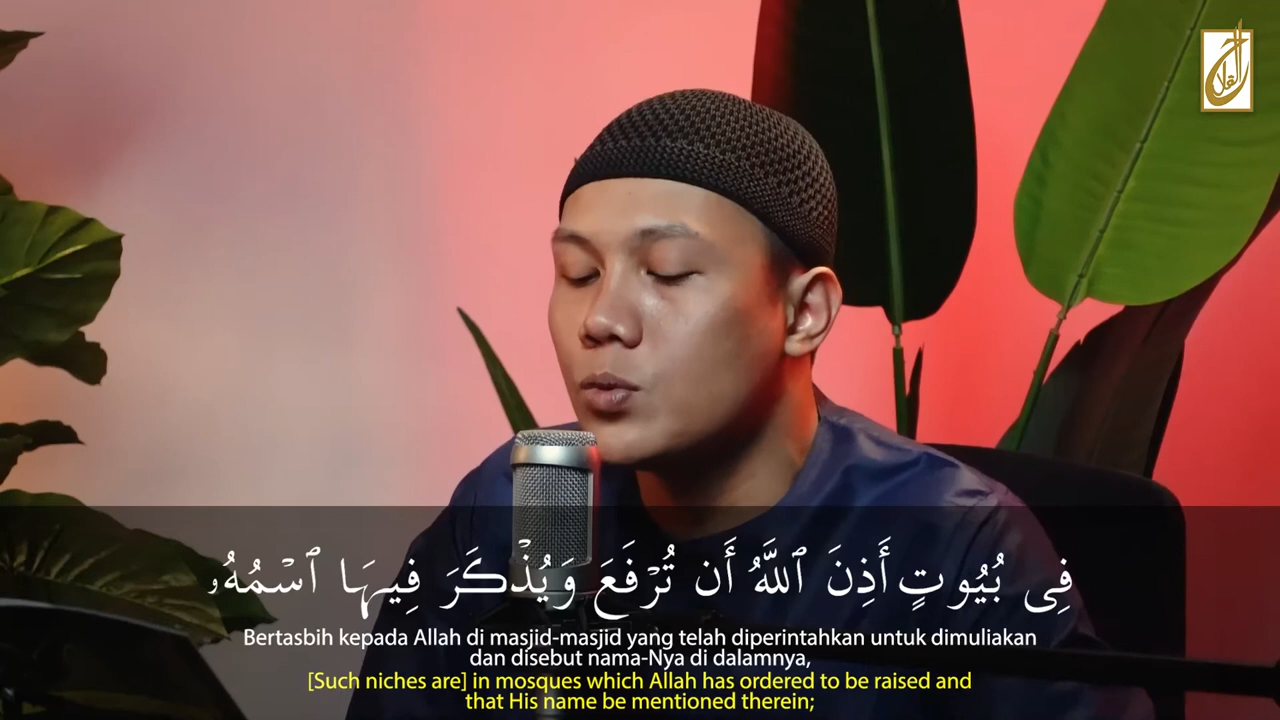 فِى بُيُوتٍ أَذِنَ ٱللَّهُ أَن تُرْفَعَ وَيُذْكَرَ فِيهَا ٱسْمُهُۥ
Bertasbih kepada Allah di masjid-masjid yang telah diperintahkan untuk dimuliakan
dan disebut nama-Nya di dalamnya,
[Such niches are] in mosques which Allah has ordered to be raised and
that His name be mentioned therein;